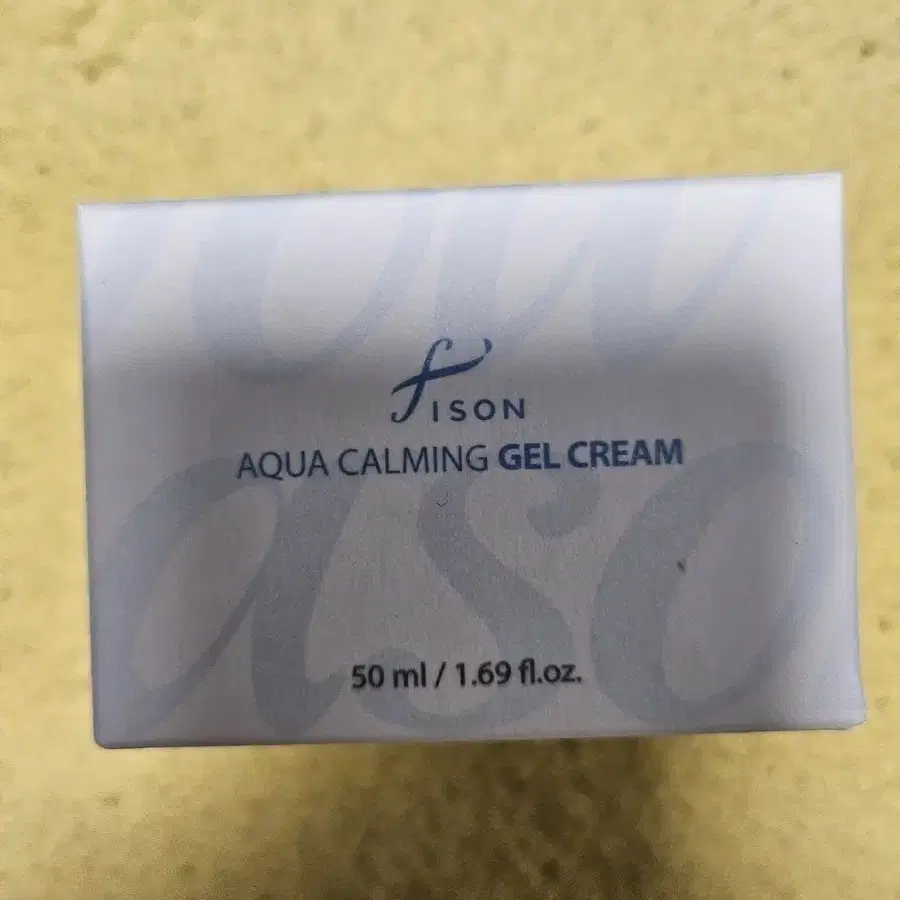 fISON
AQUA CALMING GEL CREAM
50 ml / 1.69 fl.oz.